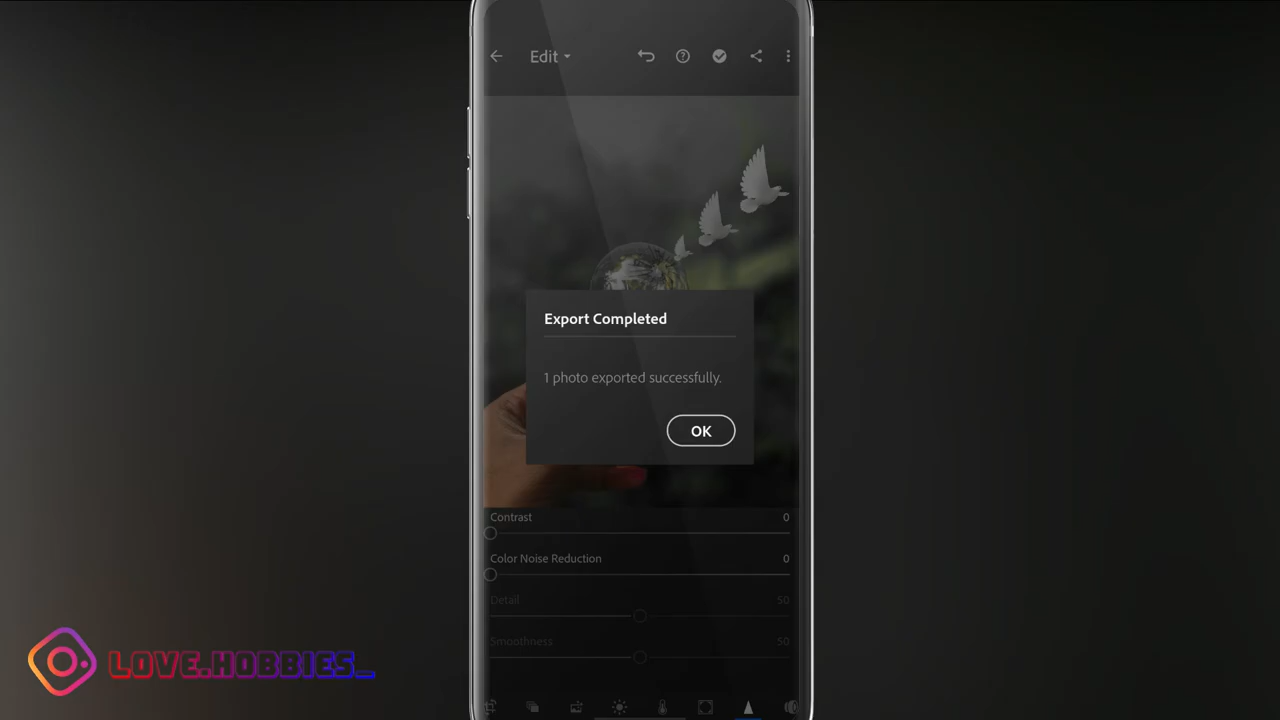 Edit
Export Completed
1 photo exported successfully.
OK
Contrast 0
Color Noise Reduction 0
Detail 50
Smoothness 50
LOVE.HOBBIES_